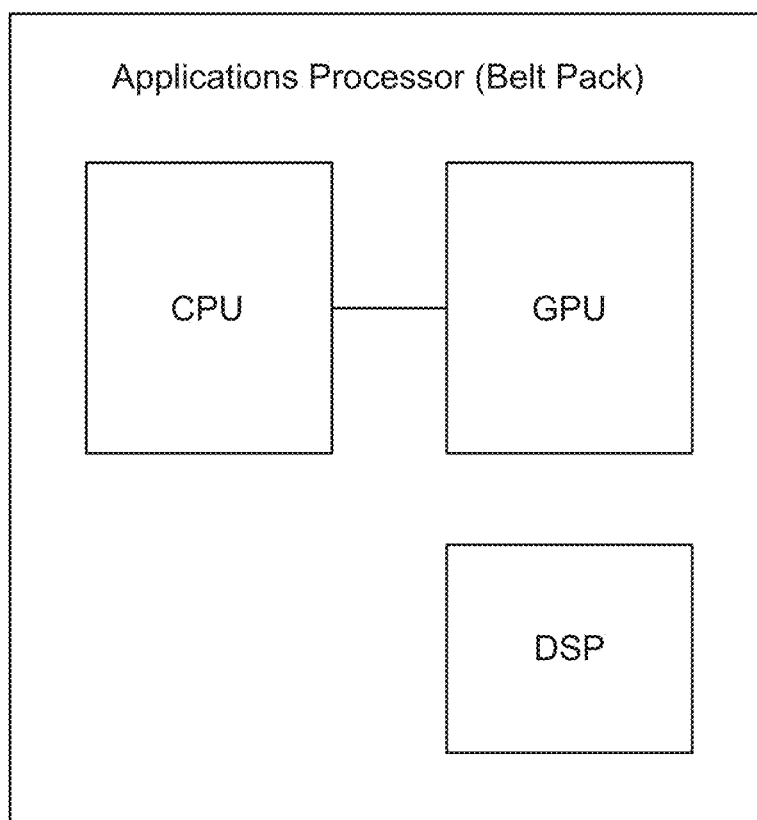 Applications Processor (Belt Pack)
CPU
GPU
DSP